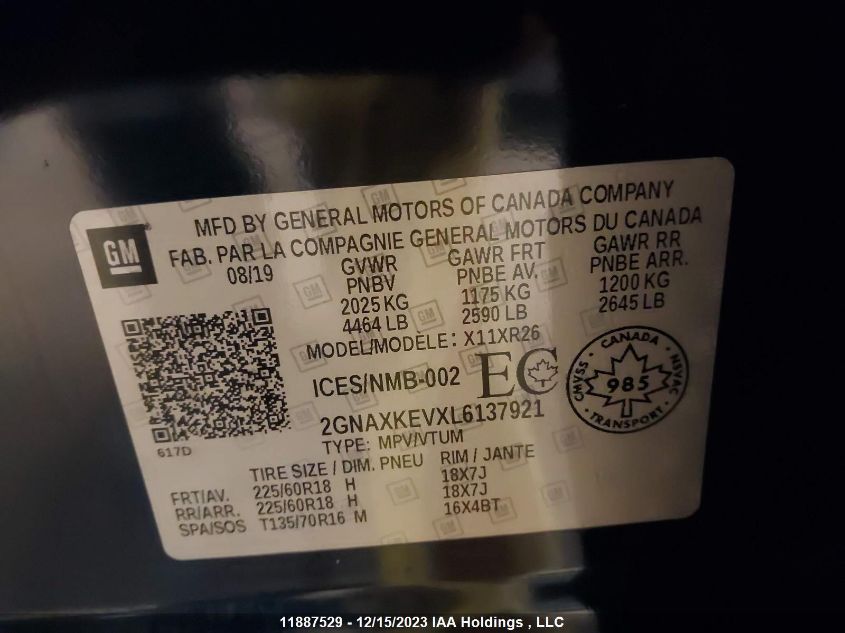 MFD BY GENERAL MOTORS OF CANADA COMPANY
FAB. PAR LA COMPAGNIE GENERAL MOTORS DU CANADA
GM
08/19
GVWR
PNBV
2025 KG
4464 LB
GAWR FRT
PNBE AV.
1175 KG
2590 LB
GAWR RR
PNBE ARR.
1200 KG
2645 LB
MODEL/MODÈLE: X11XR26
ICES/NMB-002
EC
CANADA
CMVSS
985
NSVAC
TRANSPORT
2GNAXKEVXL6137921
TYPE: MPV/VTUM
617D
TIRE SIZE / DIM. PNEU RIM / JANTE
FRT/AV. 225/60R18 H 18X7J
RR/ARR. 225/60R18 H 18X7J
SPA/SOS T135/70R16 M 16X4BT
11887529 - 12/15/2023 IAA Holdings , LLC